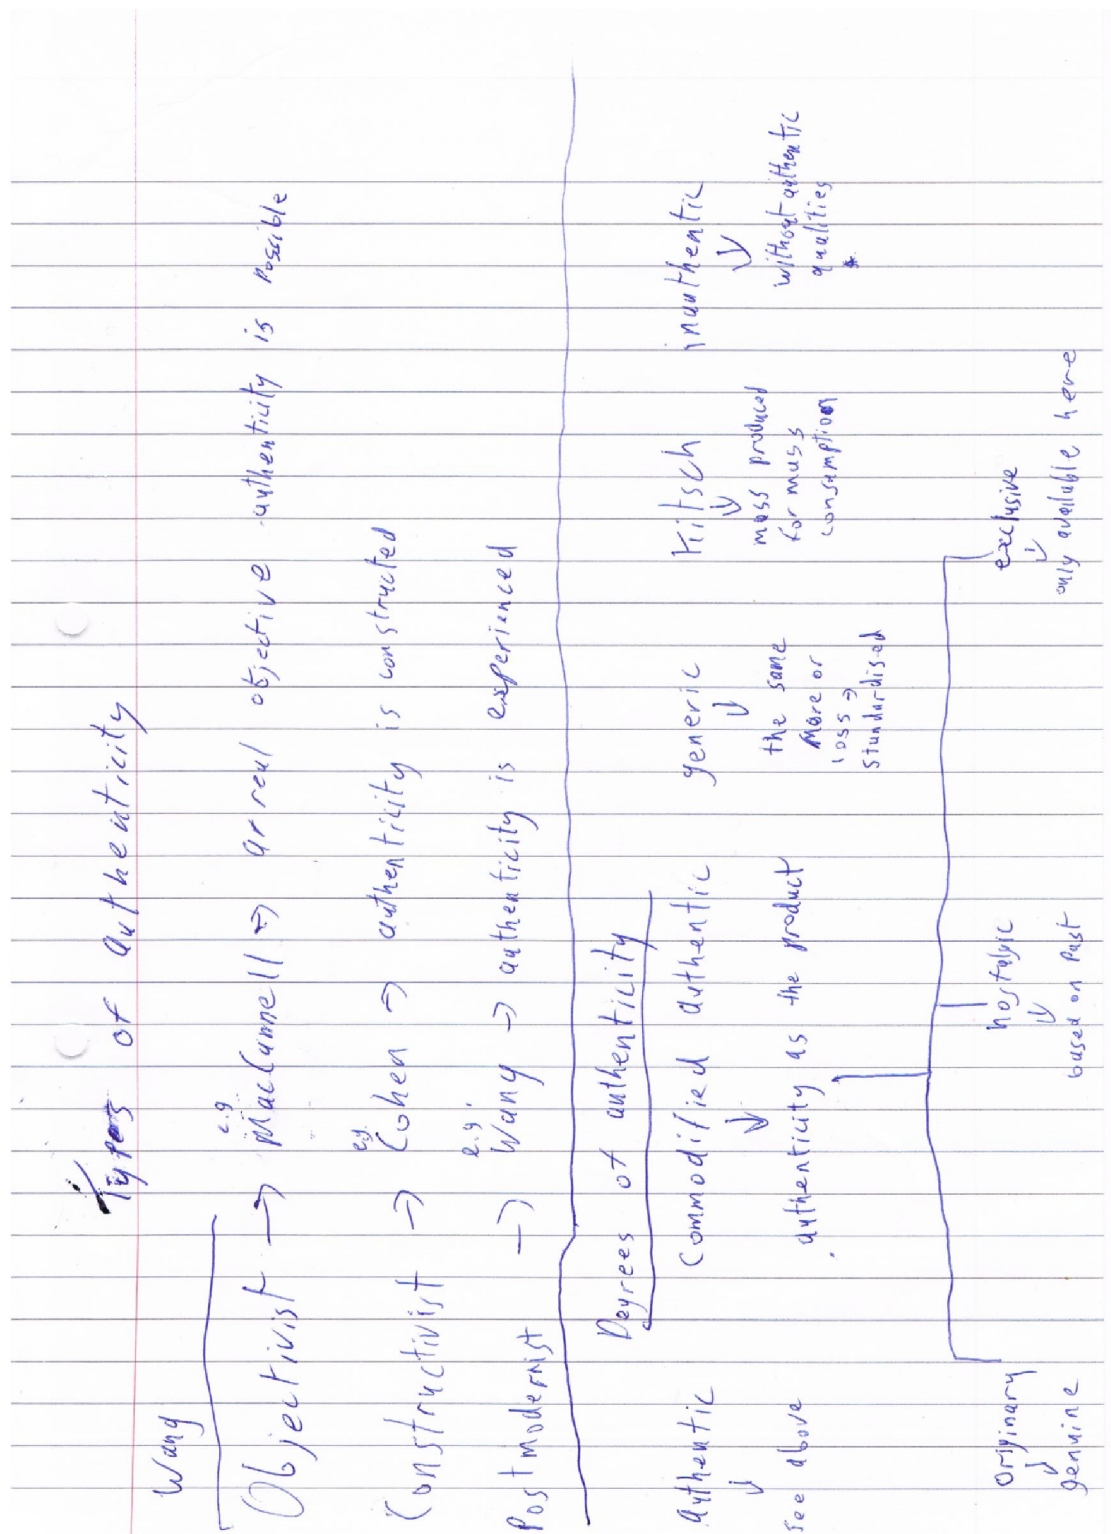 Types of authenticity
Wang
Objectivist → e.g. MacCannell → a real objective authenticity is possible
Constructivist → e.g. Cohen → authenticity is constructed
Postmodernist → e.g. Wang → authenticity is experienced
Degrees of authenticity
Authentic
↓
see above
Commodified authentic
↓
authenticity as the product
generic
↓
the same
more or
less →
standardised
Kitsch
↓
mass produced
for mass
consumption
inauthentic
↓
without authentic
qualities
Originary
↓
genuine
nostalgic
↓
based on past
exclusive
↓
only available here